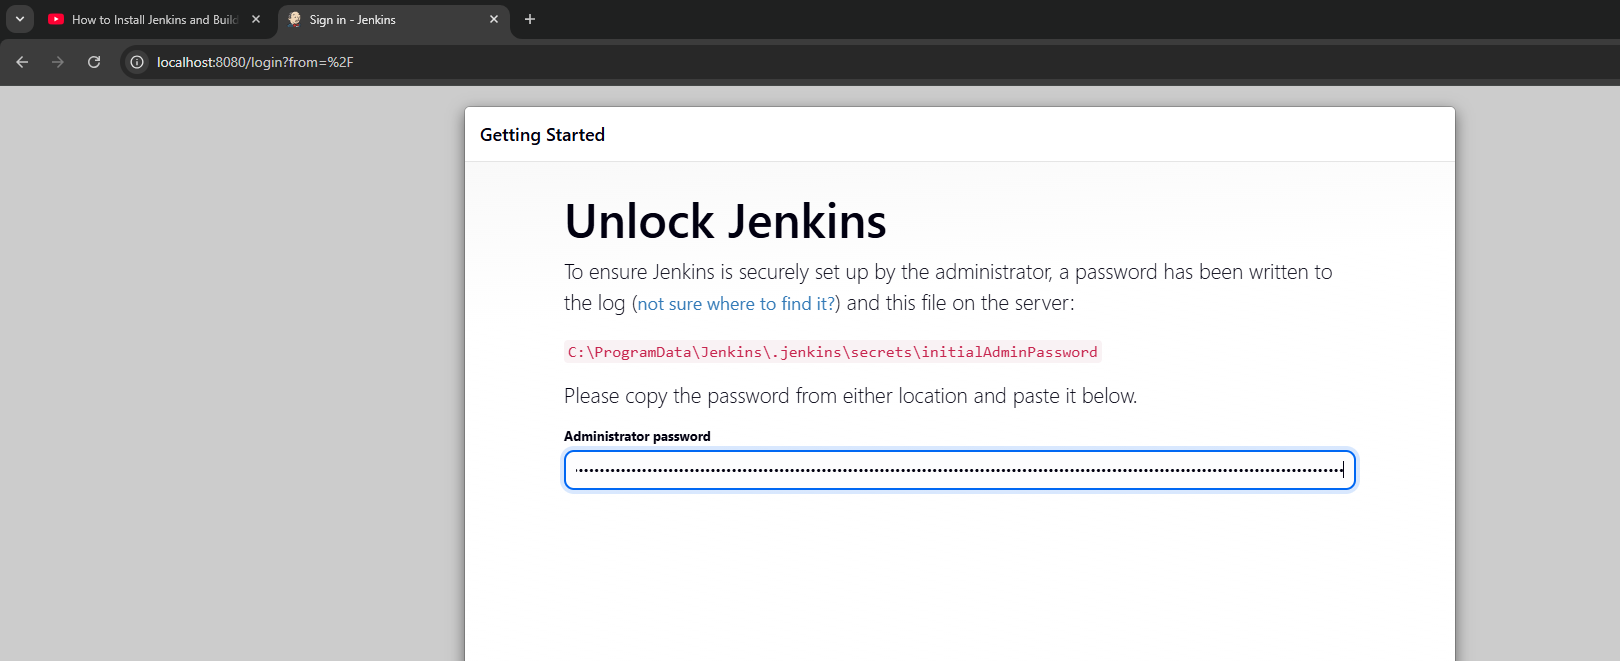 How to Install Jenkins and Build
Sign in - Jenkins
localhost:8080/login?from=%2F
Getting Started
Unlock Jenkins
To ensure Jenkins is securely set up by the administrator, a password has been written to
the log (not sure where to find it?) and this file on the server:
C:\ProgramData\Jenkins\.jenkins\secrets\initialAdminPassword
Please copy the password from either location and paste it below.
Administrator password